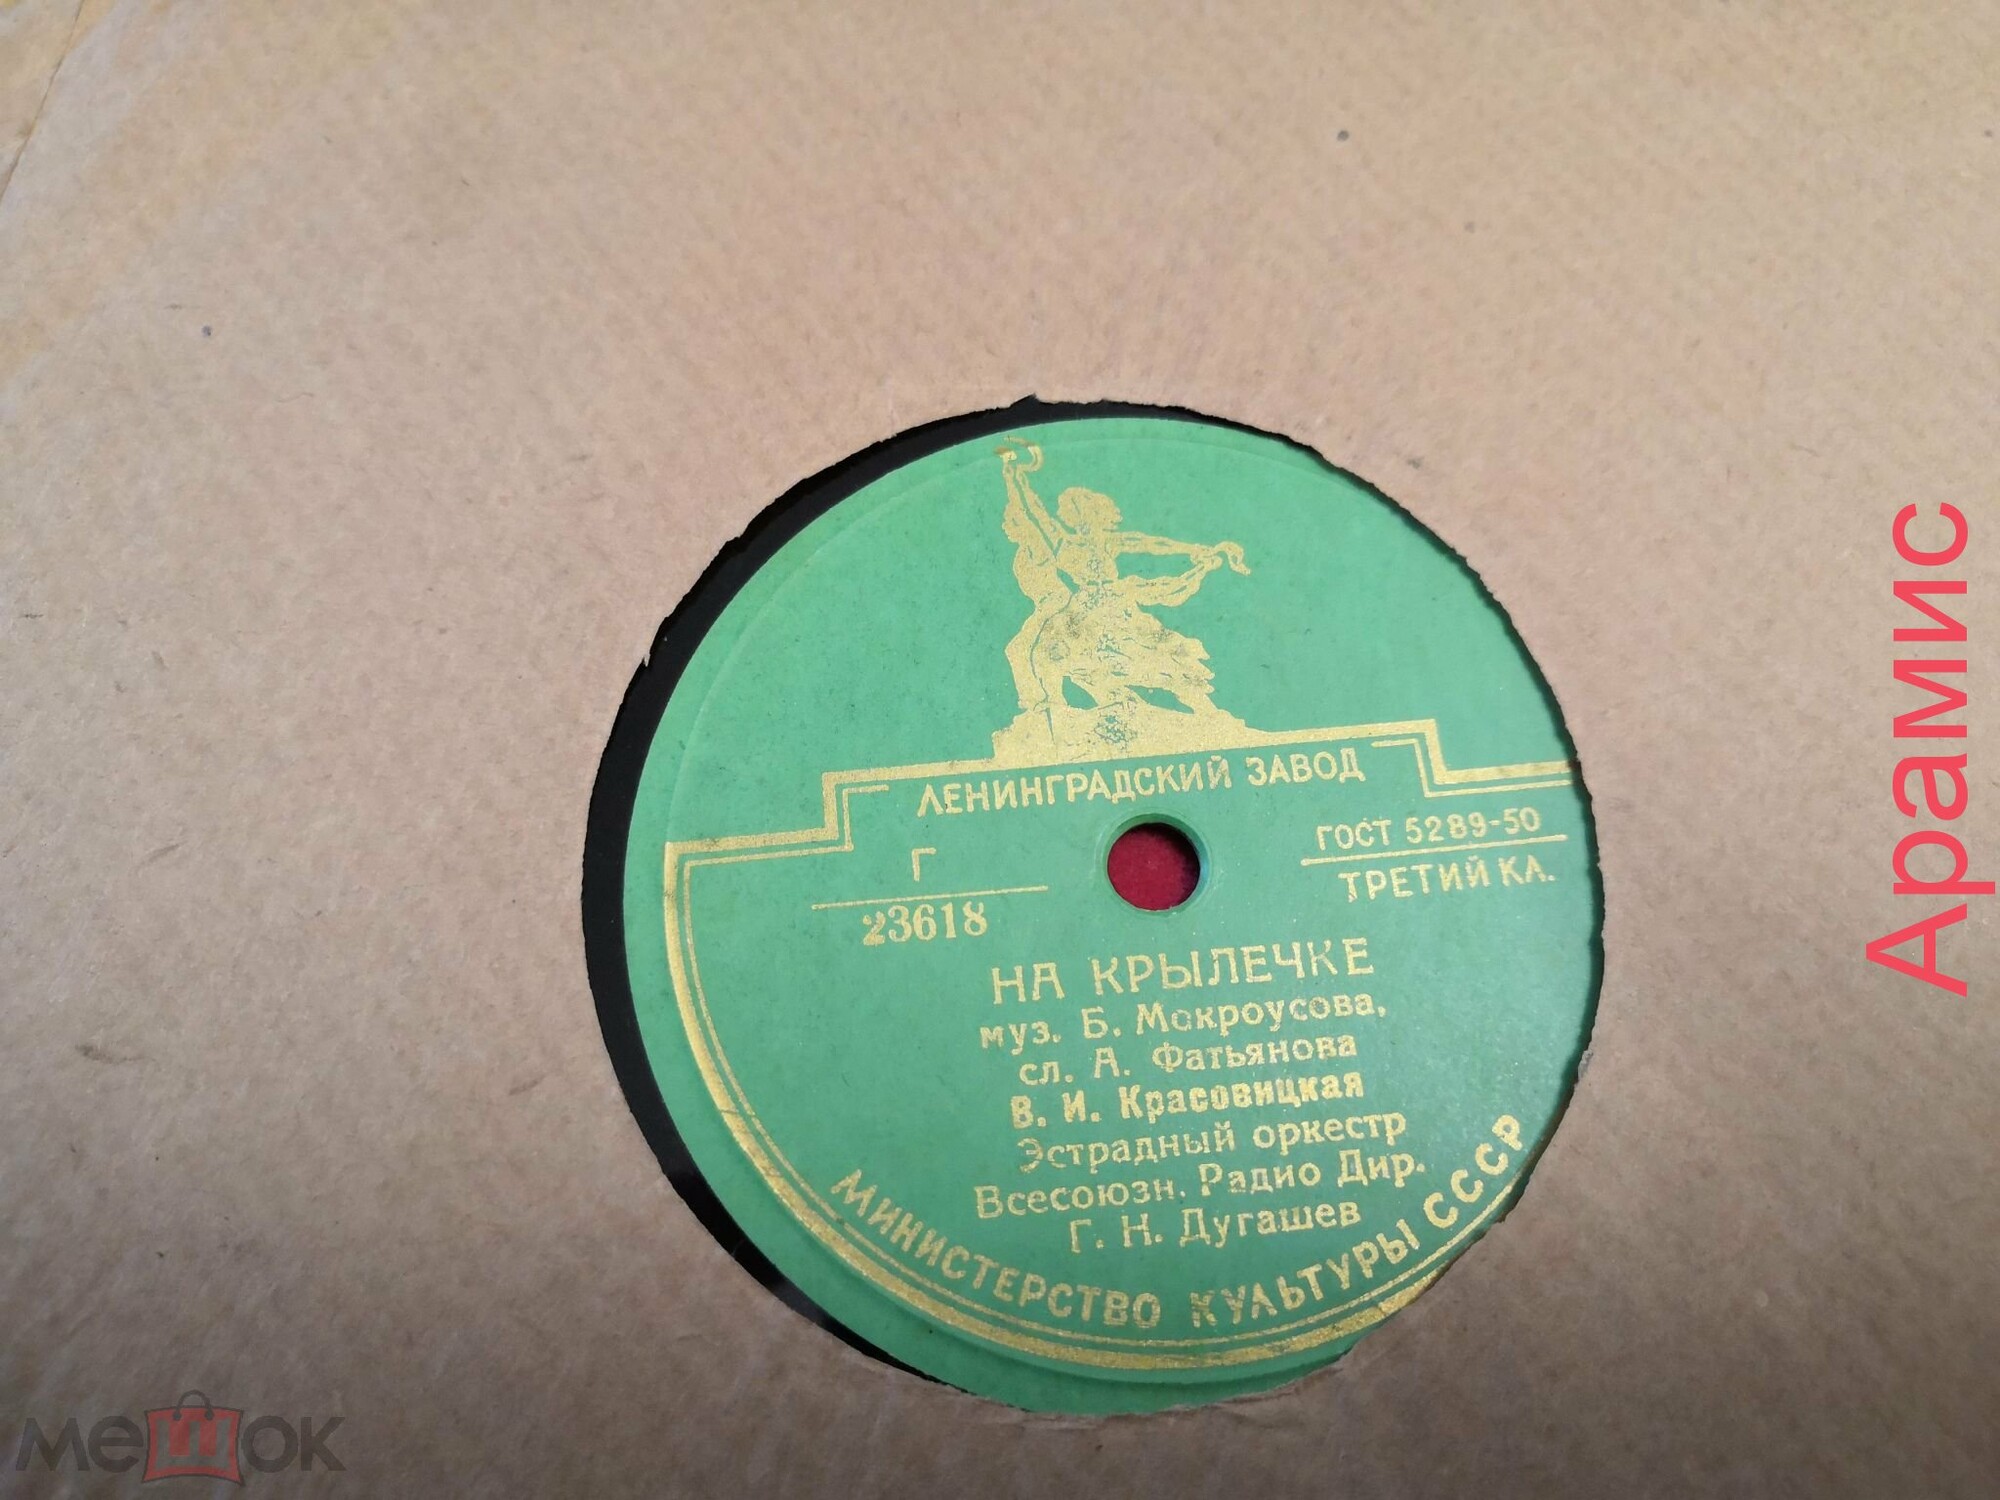 ЛЕНИНГРАДСКИЙ ЗАВОД
Г
23618
ГОСТ 5289-50
ТРЕТИЙ КЛ.
НА КРЫЛЕЧКЕ
муз. Б. Мокроусова,
сл. А. Фатьянова
В. И. Красовицкая
Эстрадный оркестр
Всесоюзн. Радио Дир.
Г. Н. Дугашев
МИНИСТЕРСТВО КУЛЬТУРЫ СССР
Арамис
мешок